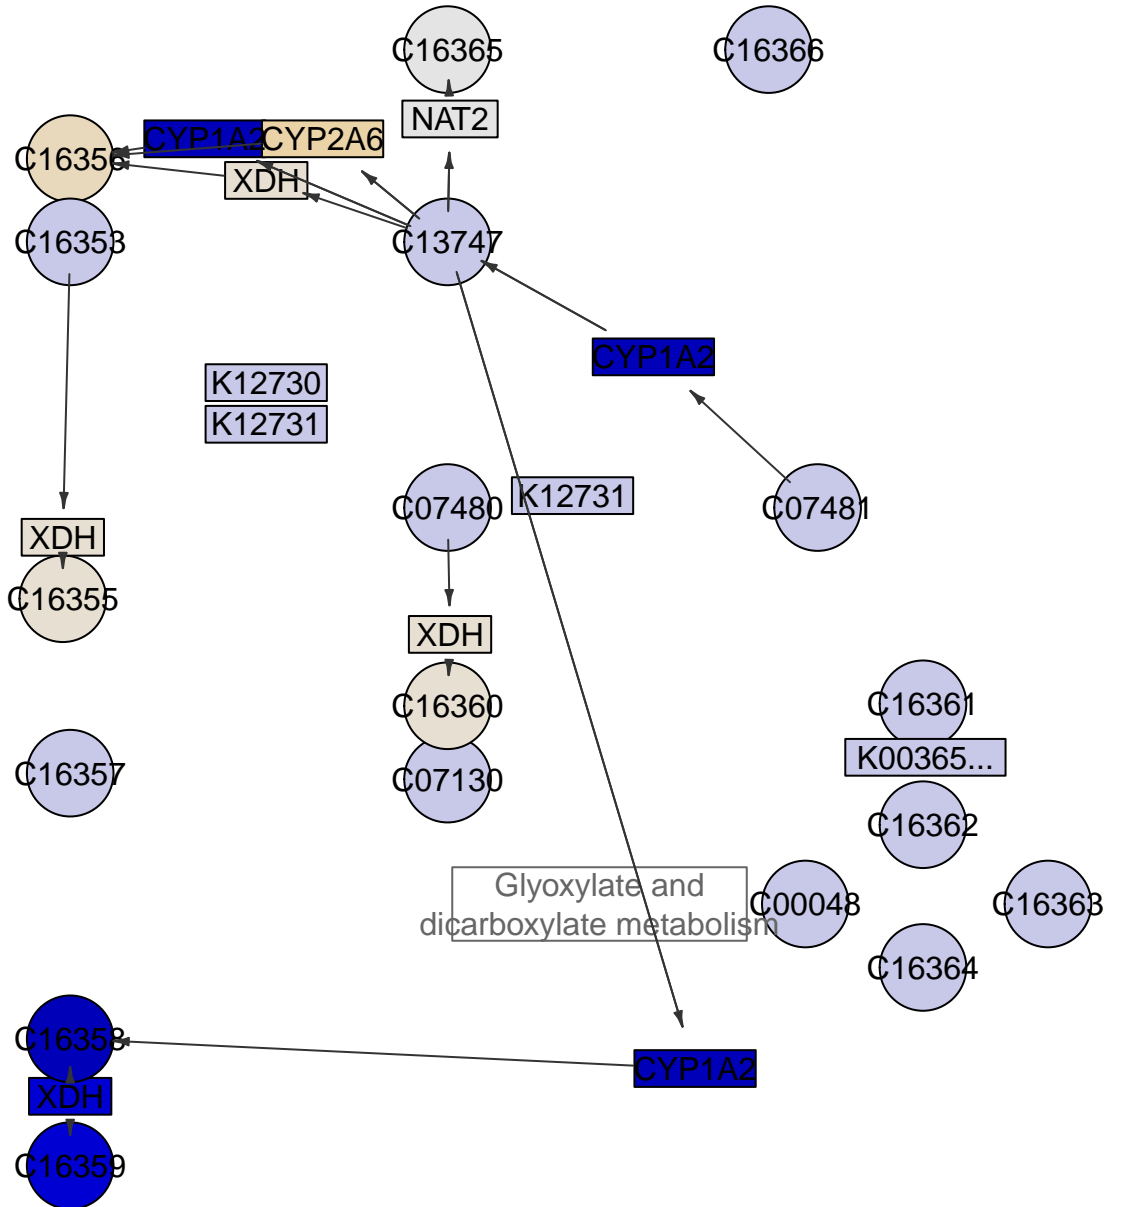 C16365
C16366
NAT2
CYP1A2
CYP2A6
C16356
XDH
C16353
C13747
CYP1A2
K12730
K12731
C07480
K12731
C07481
XDH
C16355
XDH
C16360
C16361
K00365...
C16357
C07130
C16362
Glyoxylate and
dicarboxylate metabolism
C00048
C16363
C16364
C16358
CYP1A2
XDH
C16359